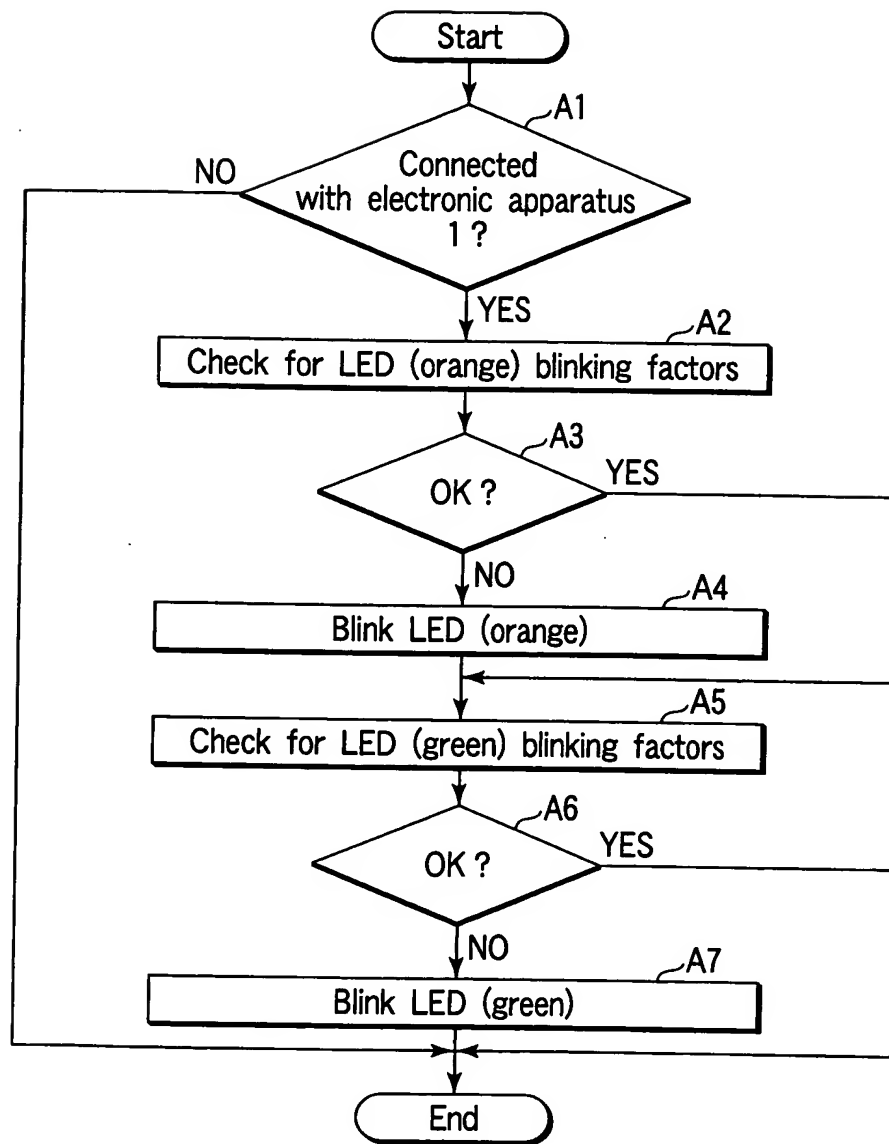 Start
A1
Connected
with electronic apparatus
1 ?
NO
YES
A2
Check for LED (orange) blinking factors
A3
OK ?
YES
NO
A4
Blink LED (orange)
A5
Check for LED (green) blinking factors
A6
OK ?
YES
NO
A7
Blink LED (green)
End